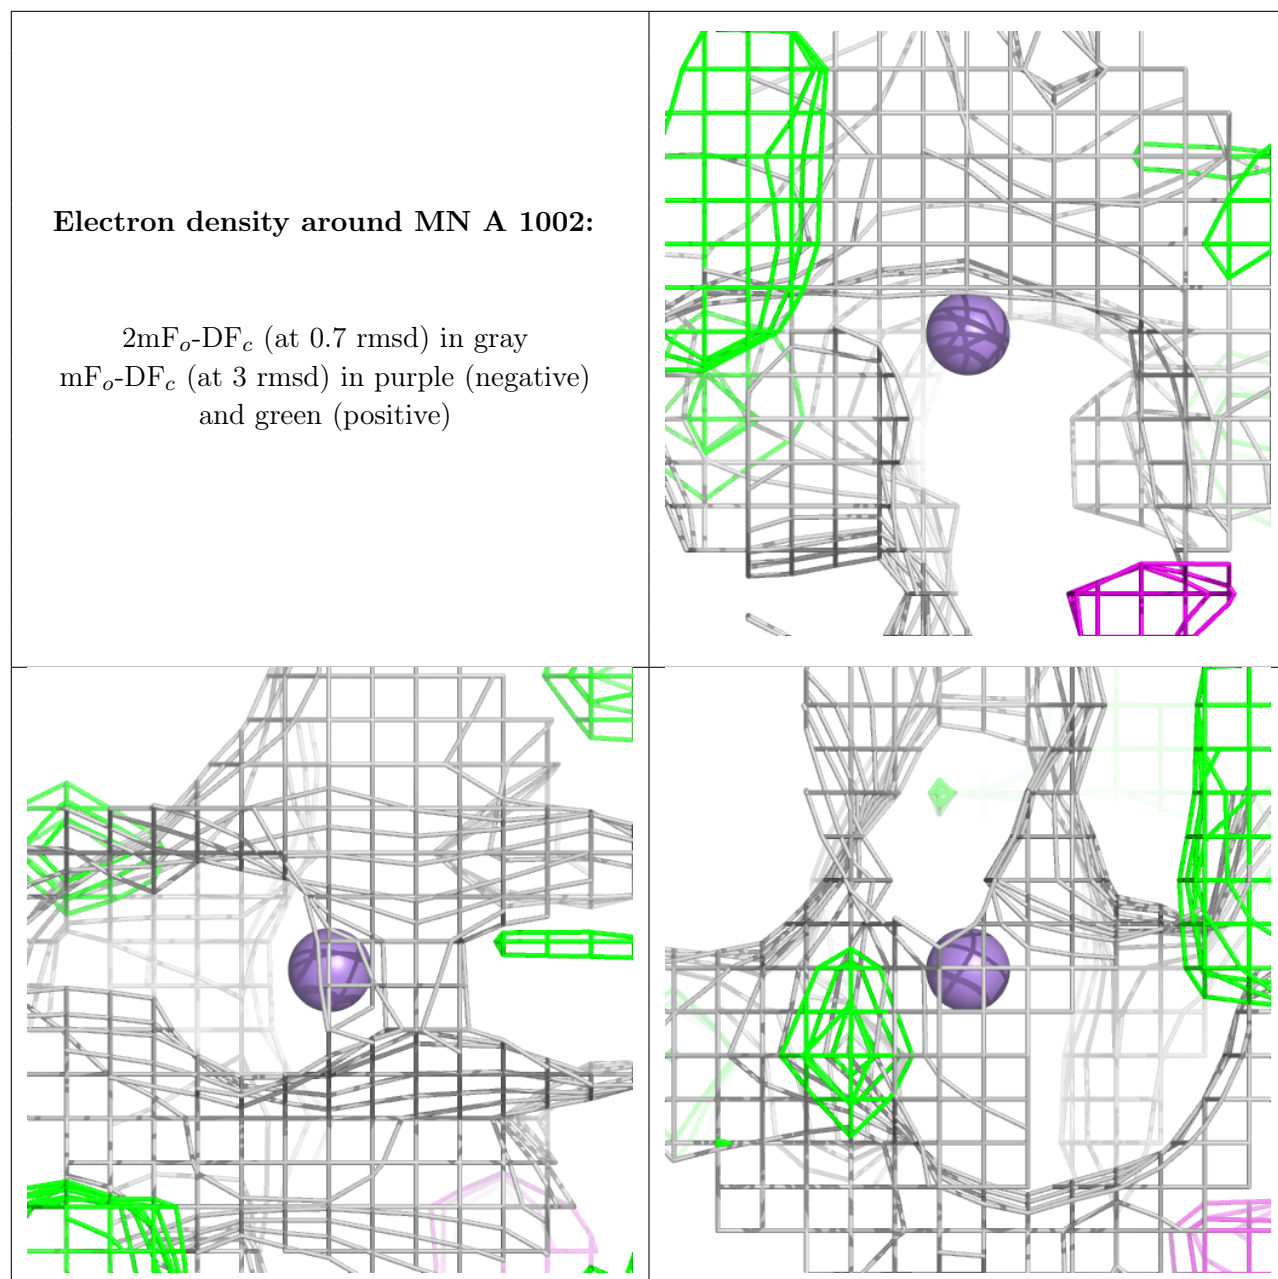 Electron density around MN A 1002:
2mFo-DFc (at 0.7 rmsd) in gray
mFo-DFc (at 3 rmsd) in purple (negative)
and green (positive)